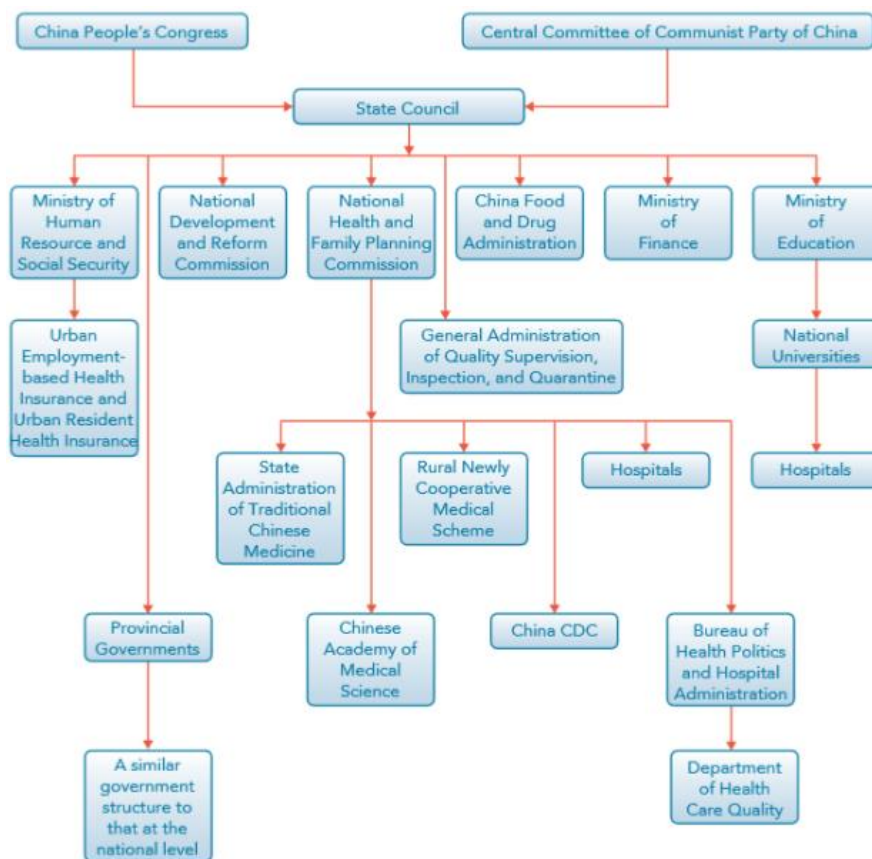 China People's Congress
Central Committee of Communist Party of China
State Council
Ministry of
Human
Resource and
Social Security
National
Development
and Reform
Commission
National
Health and
Family Planning
Commission
China Food
and Drug
Administration
Ministry
of
Finance
Ministry
of
Education
Urban
Employment-
based Health
Insurance and
Urban Resident
Health Insurance
General Administration
of Quality Supervision,
Inspection, and Quarantine
National
Universities
State
Administration
of Traditional
Chinese
Medicine
Rural Newly
Cooperative
Medical
Scheme
Hospitals
Hospitals
Provincial
Governments
Chinese
Academy of
Medical
Science
China CDC
Bureau of
Health Politics
and Hospital
Administration
A similar
government
structure to
that at the
national level
Department
of Health
Care Quality